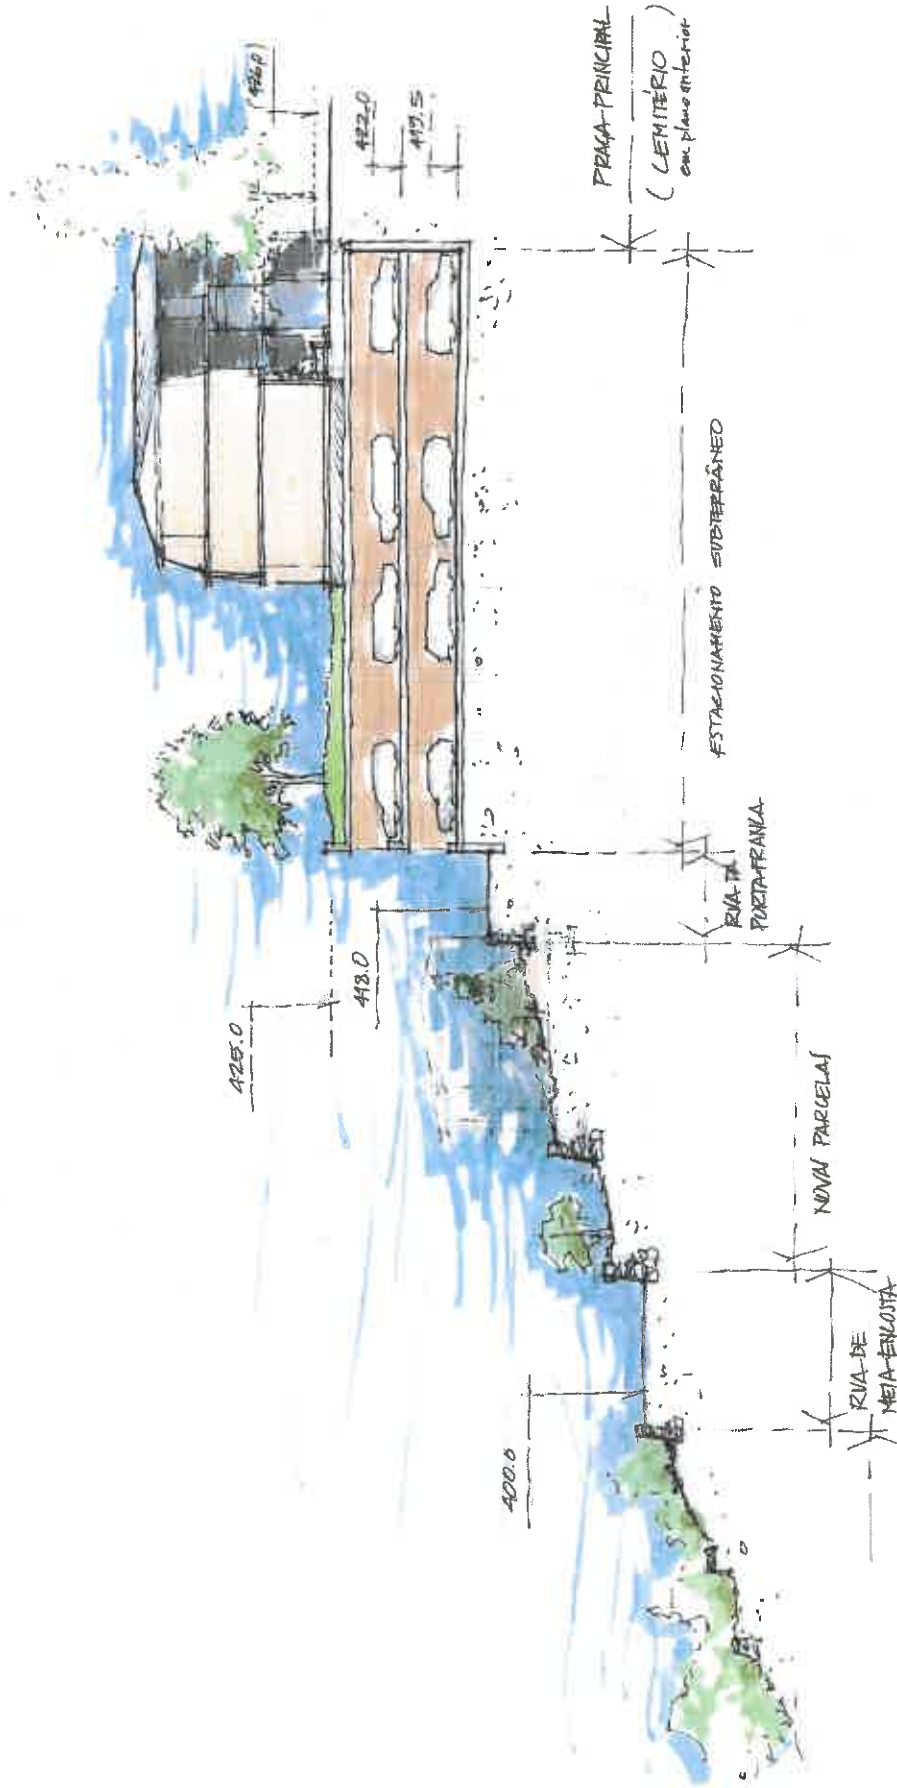 425.0
422.0
418.0
419.5
400.0
PRAÇA PRINCIPAL
( CEMITÉRIO
em plano anterior
ESTACIONAMENTO SUBTERRÂNEO
RUA DA
PORTA FRANCA
NOVAS PARCELAS
RUA DE
MEIA-ENCOSTA